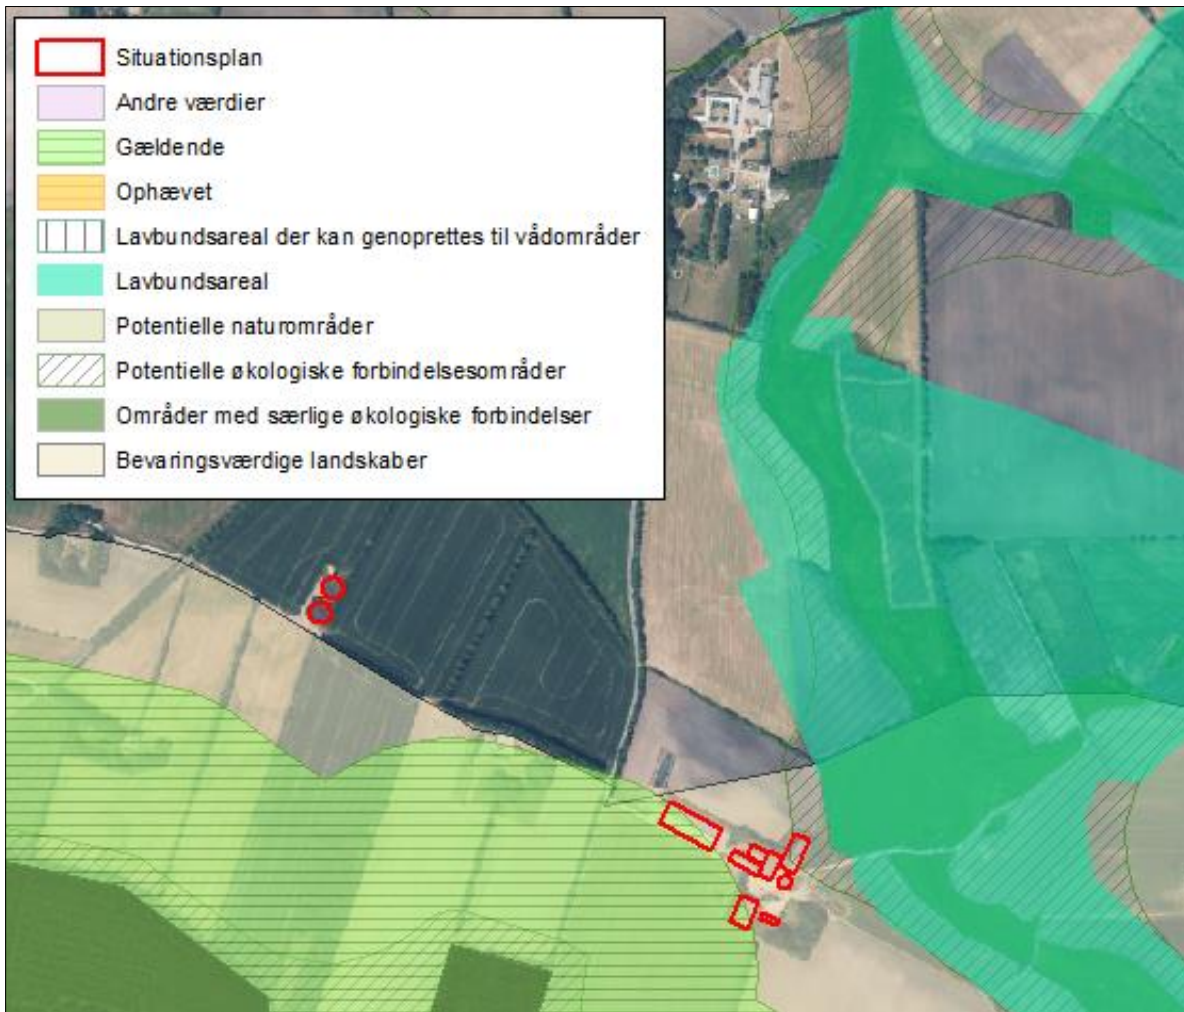 Situationsplan
Andre værdier
Gældende
Ophævet
Lavbundsareal der kan genoprettes til vådområder
Lavbundsareal
Potentielle naturområder
Potentielle økologiske forbindelsesområder
Områder med særlige økologiske forbindelser
Bevaringsværdige landskaber